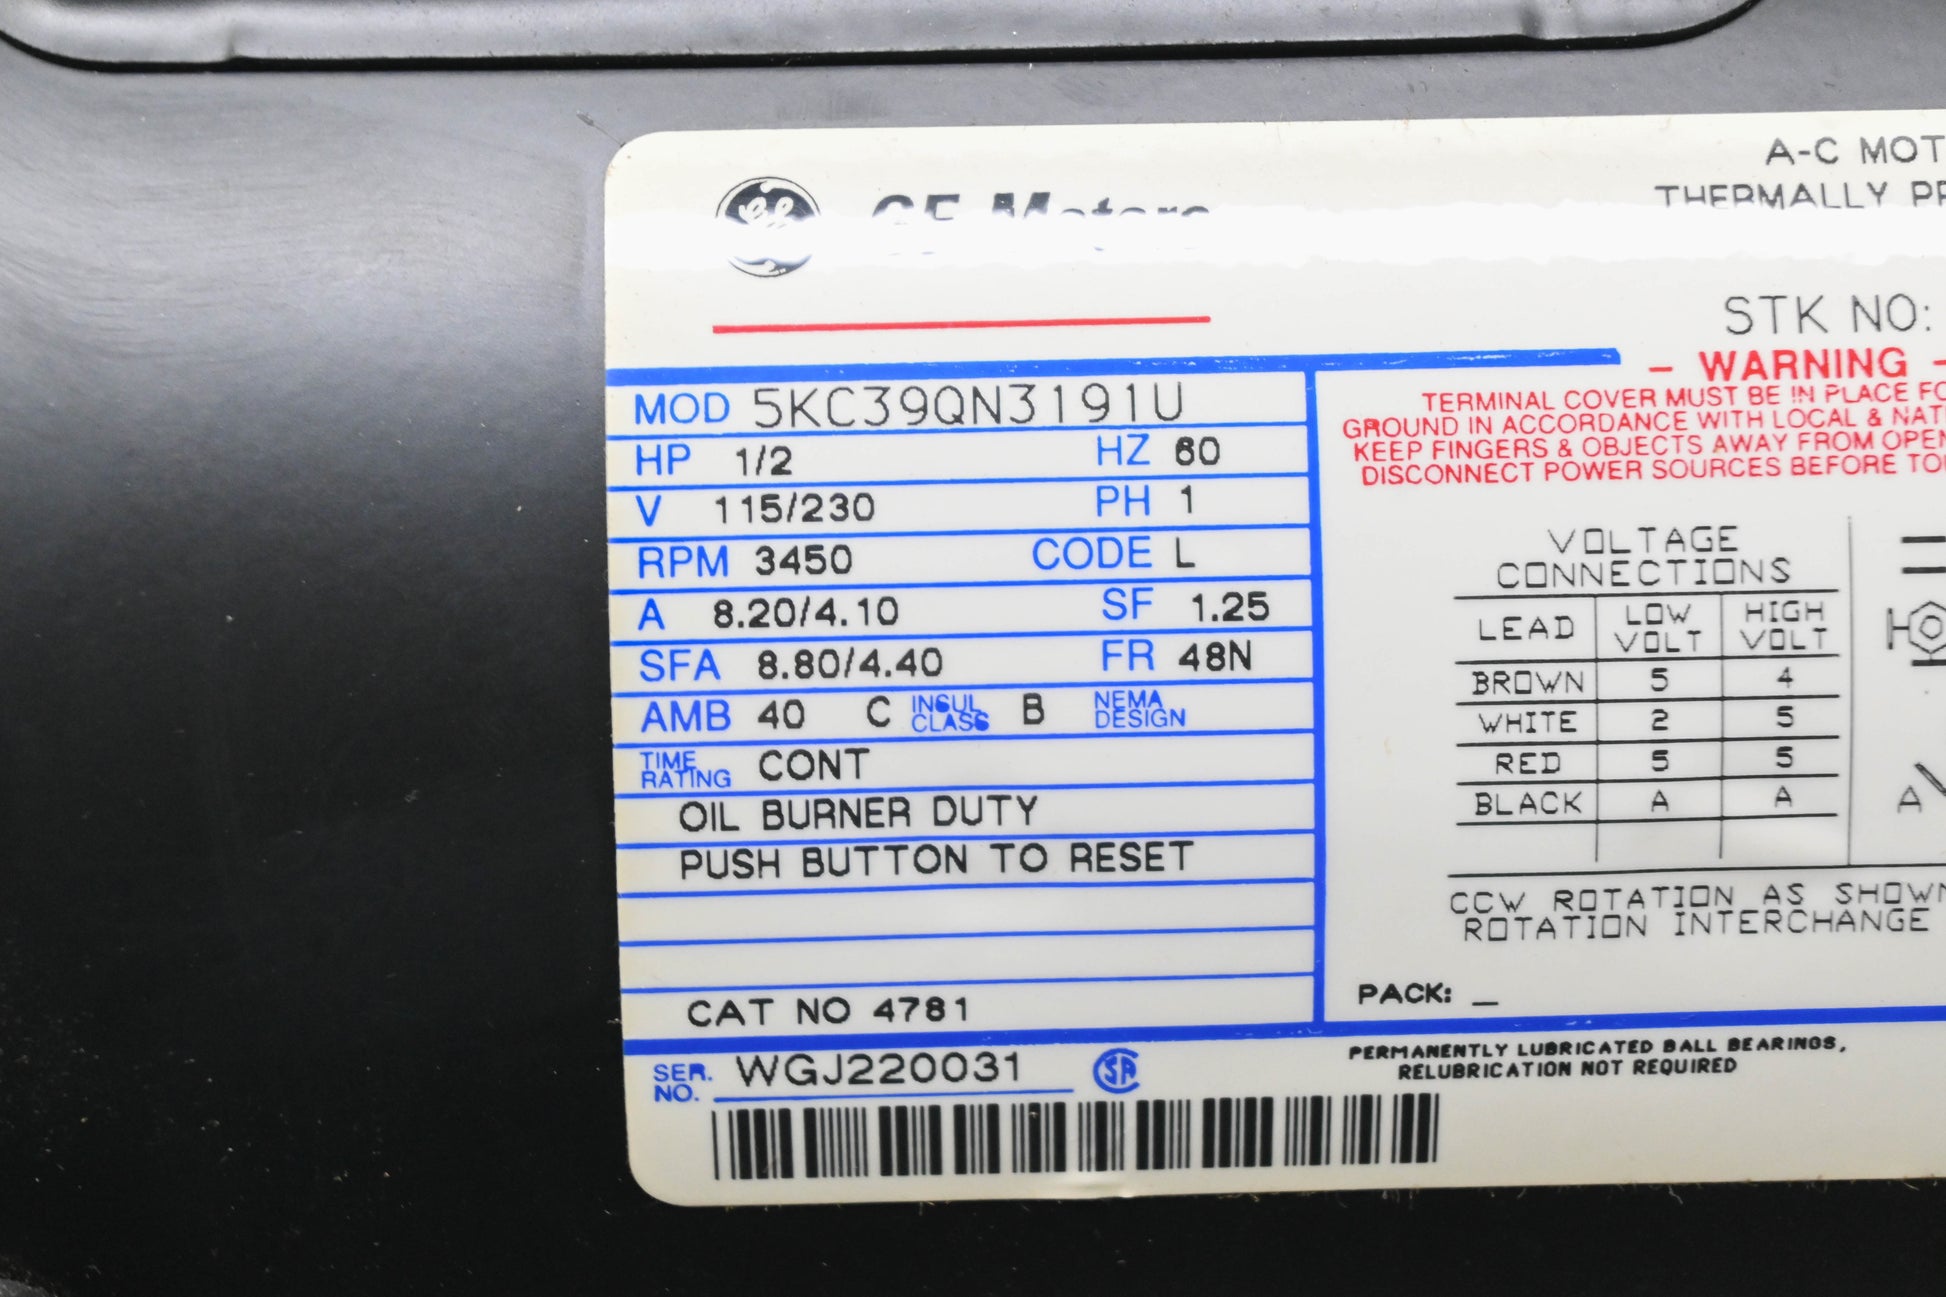 GE Motors
A-C MOT
THERMALLY PR
STK NO:
- WARNING -
TERMINAL COVER MUST BE IN PLACE FO
GROUND IN ACCORDANCE WITH LOCAL & NAT
KEEP FINGERS & OBJECTS AWAY FROM OPEN
DISCONNECT POWER SOURCES BEFORE TO
MOD 5KC39QN3191U
HP 1/2 HZ 60
V 115/230 PH 1
RPM 3450 CODE L
A 8.20/4.10 SF 1.25
SFA 8.80/4.40 FR 48N
AMB 40 C INSUL CLASS B NEMA DESIGN
TIME RATING CONT
OIL BURNER DUTY
PUSH BUTTON TO RESET
CAT NO 4781
SER. NO. WGJ220031
VOLTAGE
CONNECTIONS
LEAD LOW VOLT HIGH VOLT
BROWN 5 4
WHITE 2 5
RED 5 5
BLACK A A
A
CCW ROTATION AS SHOWN
ROTATION INTERCHANGE
PACK: _
PERMANENTLY LUBRICATED BALL BEARINGS,
RELUBRICATION NOT REQUIRED